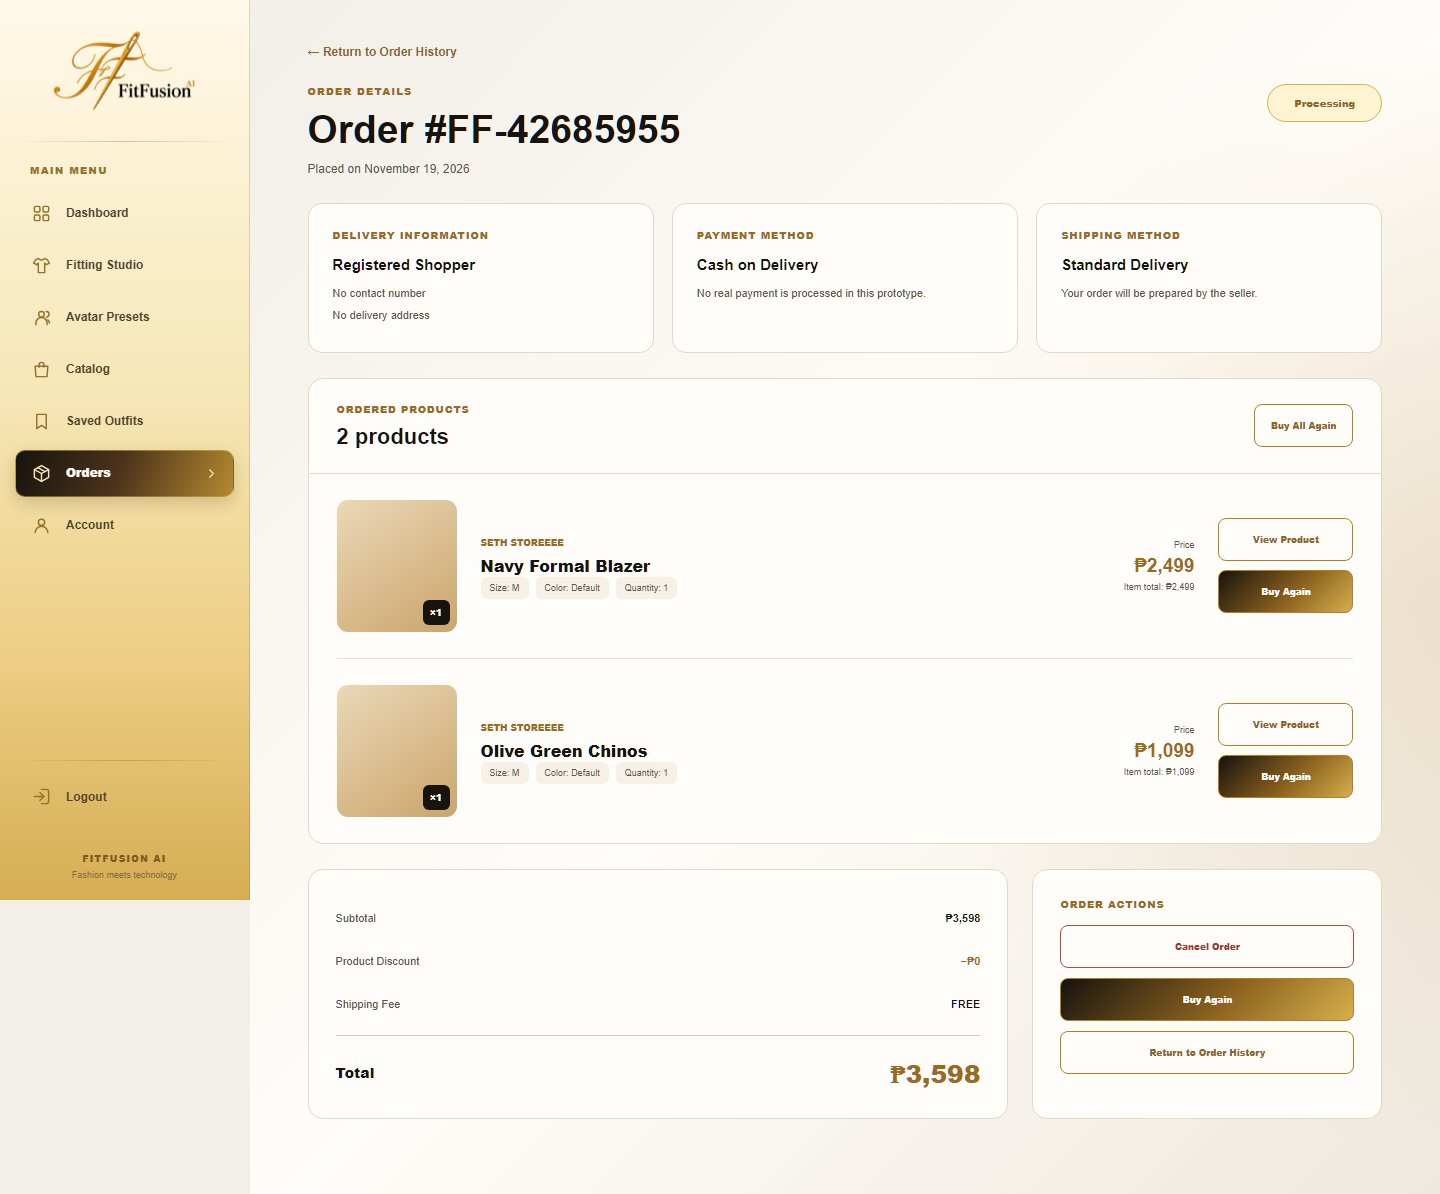 FitFusion AI
MAIN MENU
Dashboard
Fitting Studio
Avatar Presets
Catalog
Saved Outfits
Orders
Account
Logout
FITFUSION AI
Fashion meets technology
← Return to Order History
ORDER DETAILS
Order #FF-42685955
Placed on November 19, 2026
Processing
DELIVERY INFORMATION
Registered Shopper
No contact number
No delivery address
PAYMENT METHOD
Cash on Delivery
No real payment is processed in this prototype.
SHIPPING METHOD
Standard Delivery
Your order will be prepared by the seller.
ORDERED PRODUCTS
2 products
Buy All Again
×1
SETH STOREEEE
Navy Formal Blazer
Size: M Color: Default Quantity: 1
Price
₱2,499
Item total: ₱2,499
View Product
Buy Again
×1
SETH STOREEEE
Olive Green Chinos
Size: M Color: Default Quantity: 1
Price
₱1,099
Item total: ₱1,099
View Product
Buy Again
Subtotal ₱3,598
Product Discount −₱0
Shipping Fee FREE
Total ₱3,598
ORDER ACTIONS
Cancel Order
Buy Again
Return to Order History